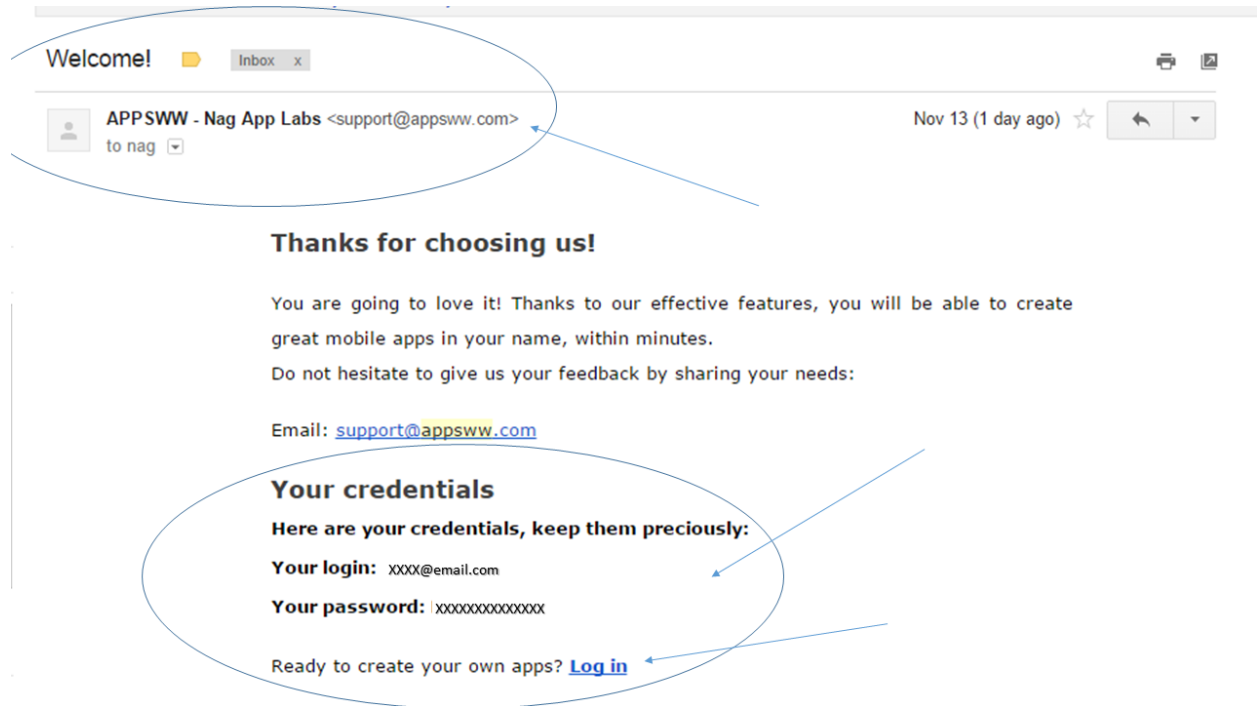 Welcome! Inbox x
APPSWW - Nag App Labs <support@appsww.com> Nov 13 (1 day ago)
to nag
Thanks for choosing us!
You are going to love it! Thanks to our effective features, you will be able to create
great mobile apps in your name, within minutes.
Do not hesitate to give us your feedback by sharing your needs:
Email: support@appsww.com
Your credentials
Here are your credentials, keep them preciously:
Your login: XXXX@email.com
Your password: xxxxxxxxxxxxxx
Ready to create your own apps? Log in